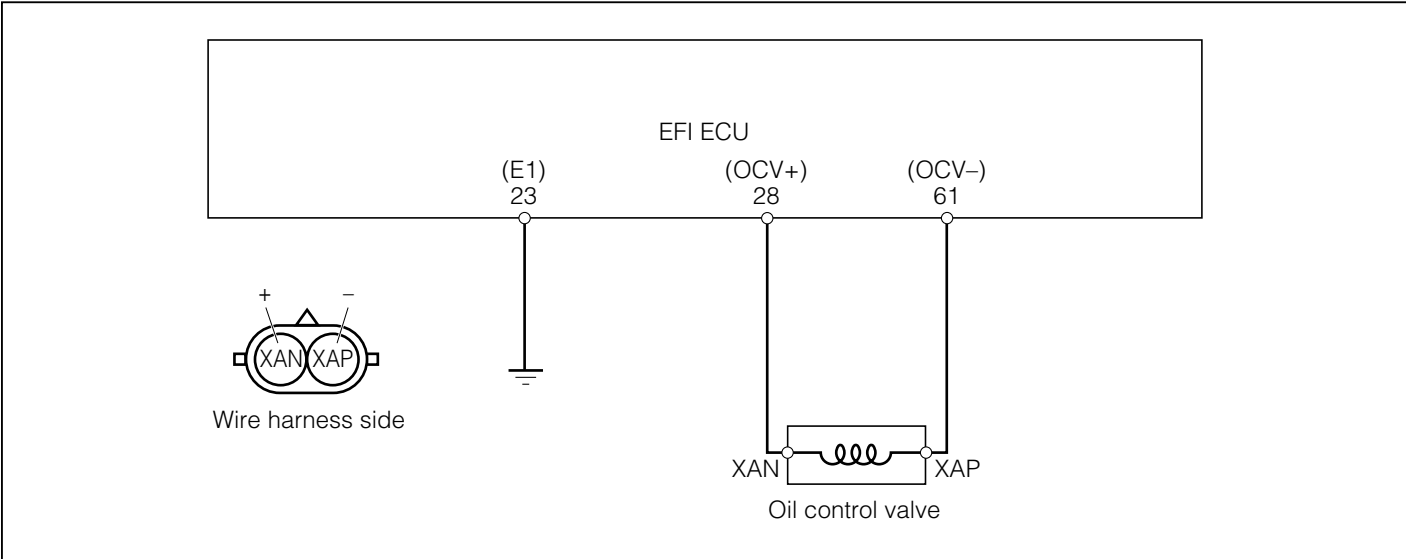 EFI ECU
(E1) (OCV+) (OCV–)
23 28 61
+ –
XAN XAP
Wire harness side
XAN XAP
Oil control valve